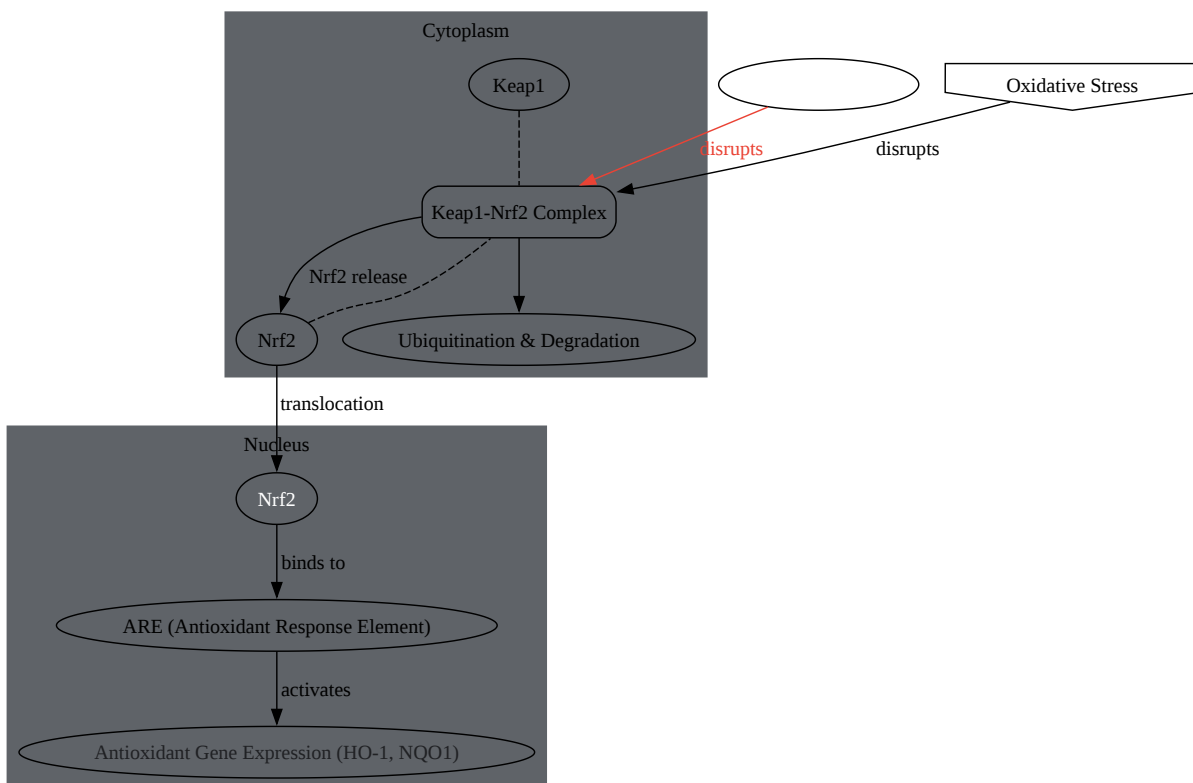 Cytoplasm
Keap1
Oxidative Stress
disrupts
disrupts
Keap1-Nrf2 Complex
Nrf2 release
Nrf2
Ubiquitination & Degradation
translocation
Nucleus
Nrf2
binds to
ARE (Antioxidant Response Element)
activates
Antioxidant Gene Expression (HO-1, NQO1)